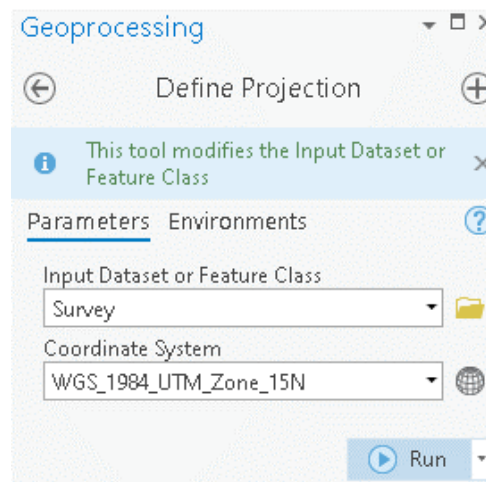 Geoprocessing
Define Projection
This tool modifies the Input Dataset or
Feature Class
Parameters Environments
Input Dataset or Feature Class
Survey
Coordinate System
WGS_1984_UTM_Zone_15N
Run